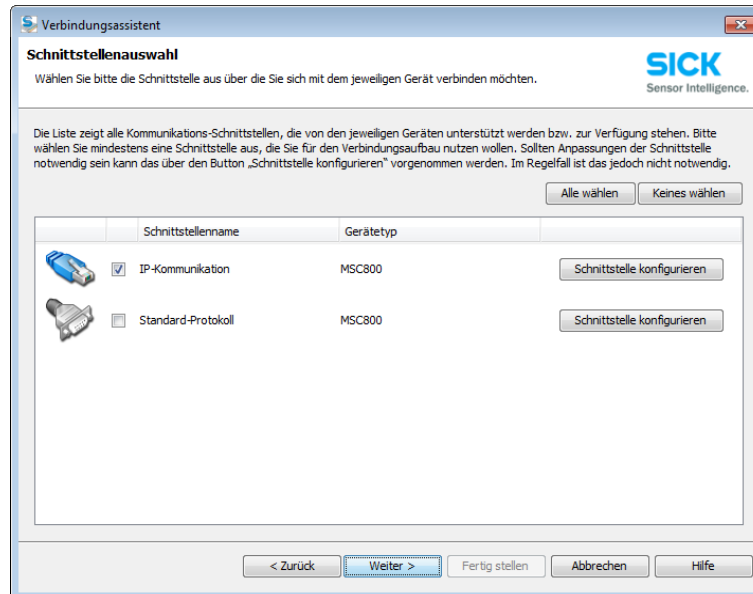 Verbindungsassistent
Schnittstellenauswahl
Wählen Sie bitte die Schnittstelle aus über die Sie sich mit dem jeweiligen Gerät verbinden möchten.
SICK
Sensor Intelligence.
Die Liste zeigt alle Kommunikations-Schnittstellen, die von den jeweiligen Geräten unterstützt werden bzw. zur Verfügung stehen. Bitte
wählen Sie mindestens eine Schnittstelle aus, die Sie für den Verbindungsaufbau nutzen wollen. Sollten Anpassungen der Schnittstelle
notwendig sein kann das über den Button „Schnittstelle konfigurieren" vorgenommen werden. Im Regelfall ist das jedoch nicht notwendig.
Alle wählen Keines wählen
Schnittstellenname Gerätetyp
IP-Kommunikation MSC800 Schnittstelle konfigurieren
Standard-Protokoll MSC800 Schnittstelle konfigurieren
< Zurück Weiter > Fertig stellen Abbrechen Hilfe